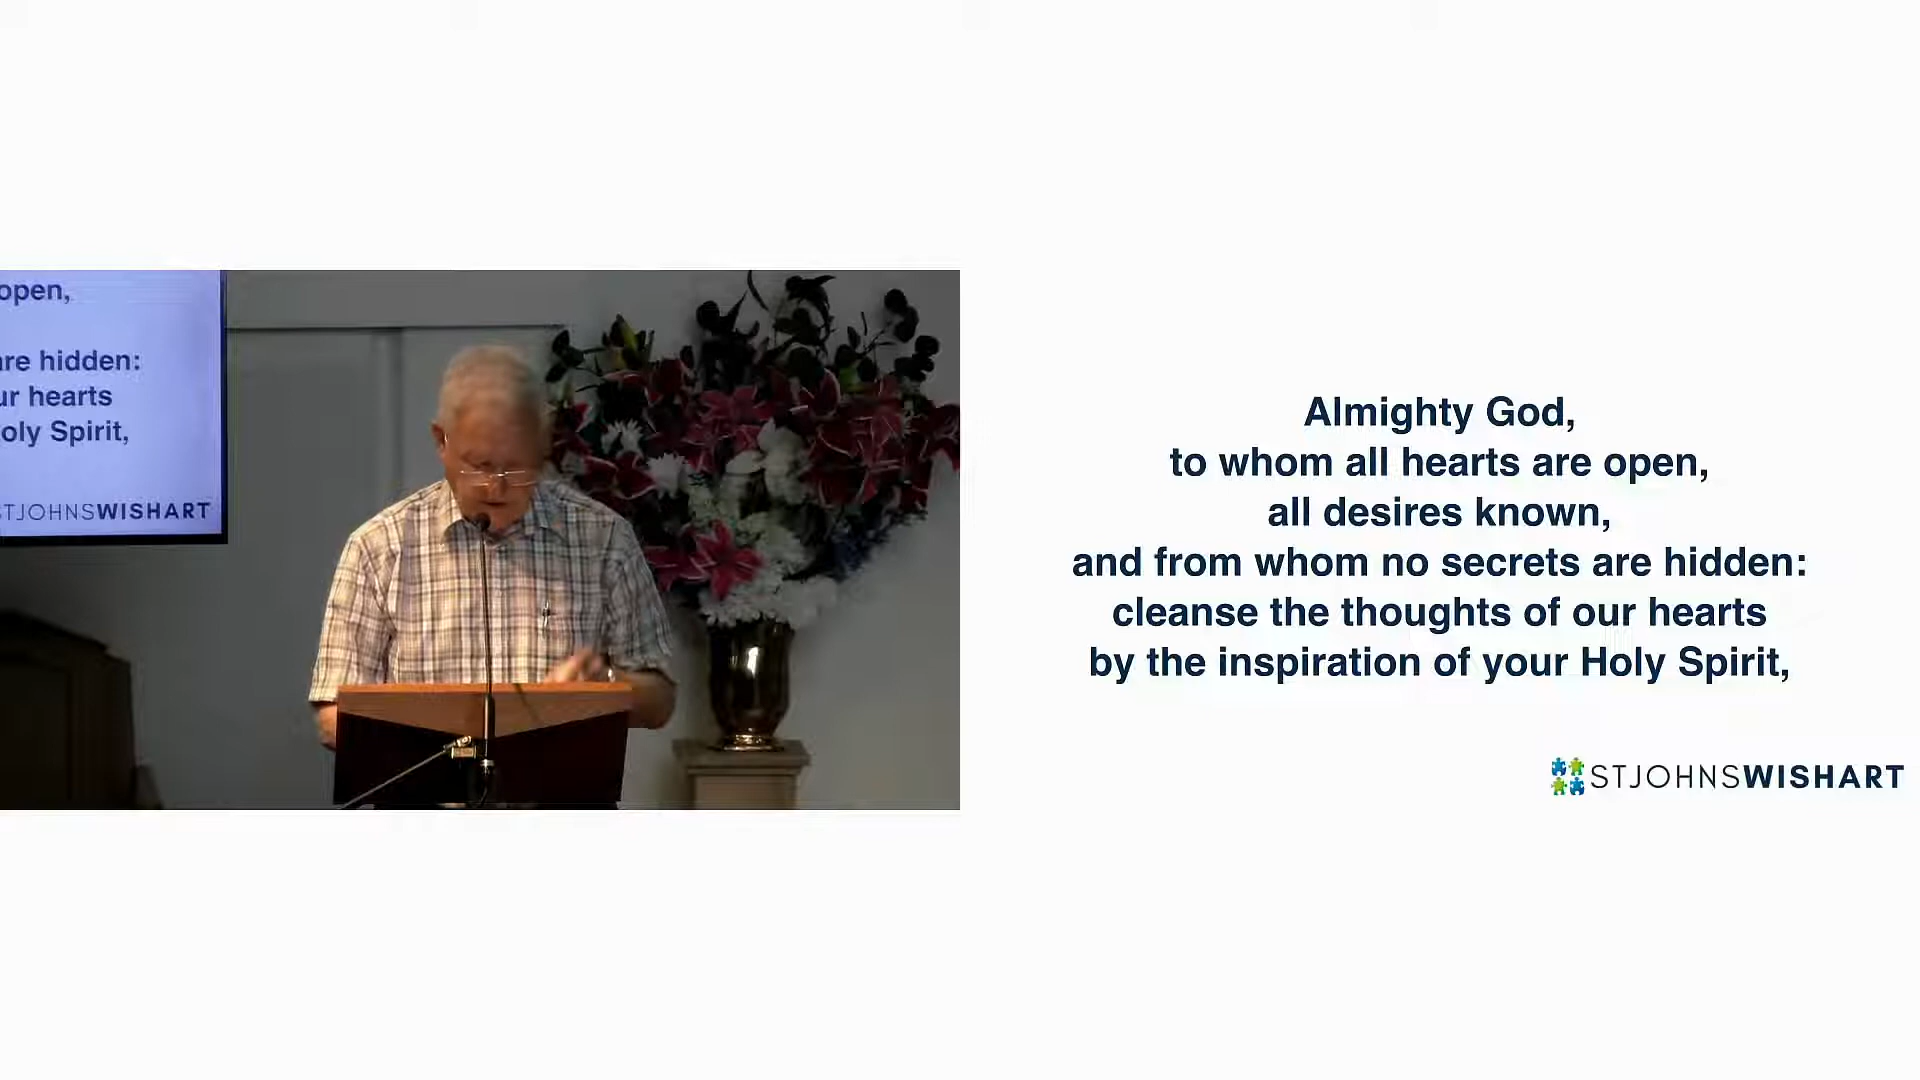 open,
are hidden:
ur hearts
oly Spirit,
STJOHNSWISHART
Almighty God,
to whom all hearts are open,
all desires known,
and from whom no secrets are hidden:
cleanse the thoughts of our hearts
by the inspiration of your Holy Spirit,
STJOHNSWISHART